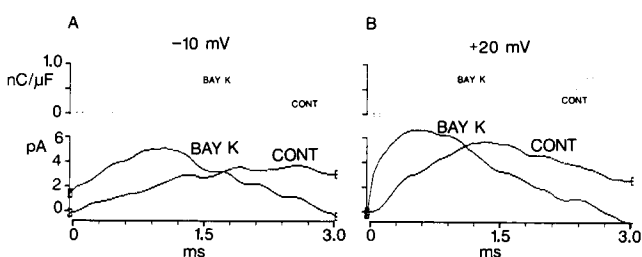 A
B
−10 mV
+20 mV
nC/µF
1.0
0
BAY K
CONT
BAY K
CONT
pA
6
4
2
0
BAY K
CONT
BAY K
CONT
0
1.5
3.0
ms
0
1.5
3.0
ms